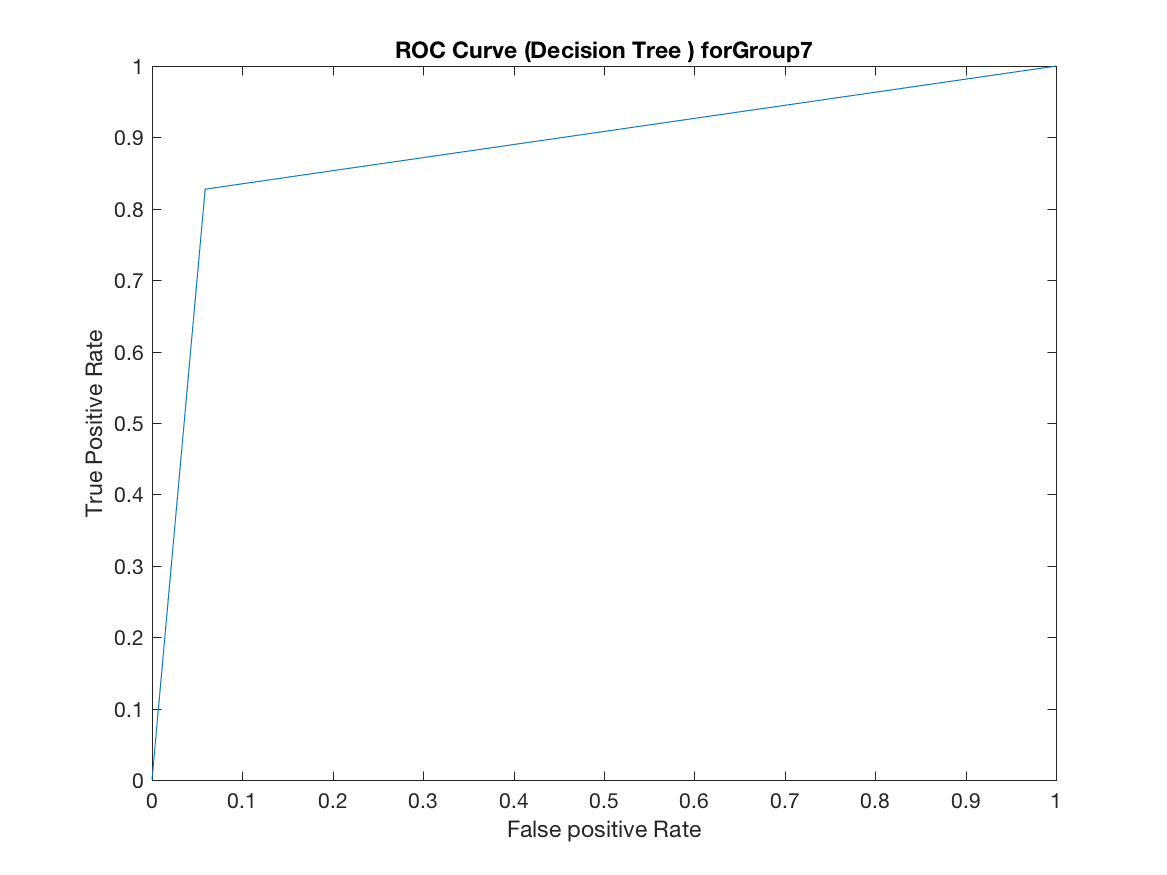 ROC Curve (Decision Tree ) forGroup7
1
0.9
0.8
0.7
0.6
0.5
0.4
0.3
0.2
0.1
0
True Positive Rate
0 0.1 0.2 0.3 0.4 0.5 0.6 0.7 0.8 0.9 1
False positive Rate